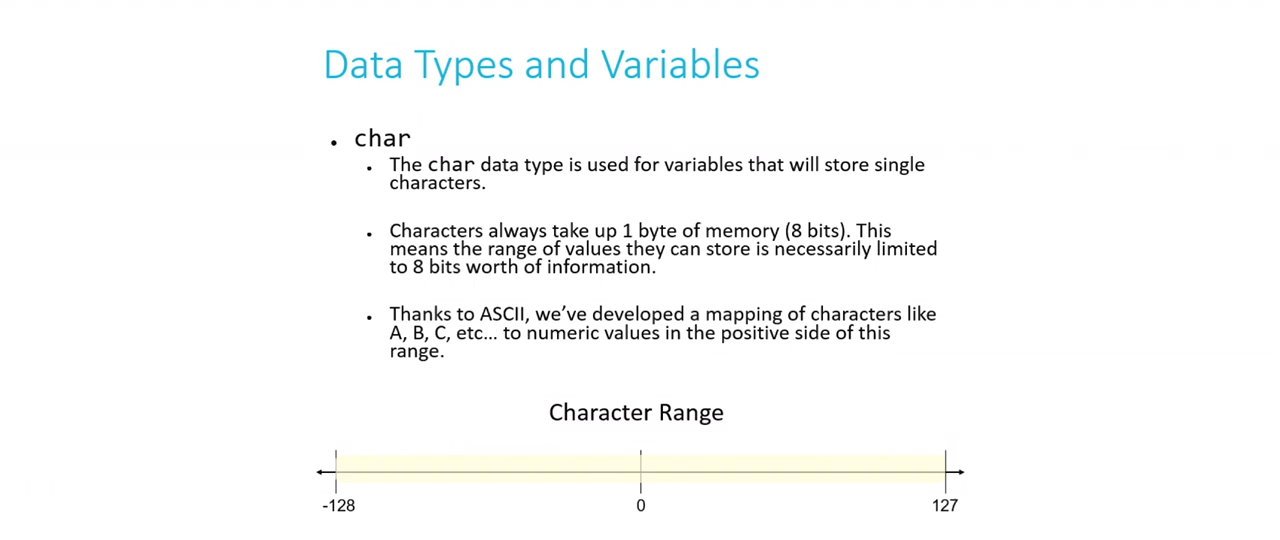 Data Types and Variables
• char
• The char data type is used for variables that will store single
characters.
• Characters always take up 1 byte of memory (8 bits). This
means the range of values they can store is necessarily limited
to 8 bits worth of information.
• Thanks to ASCII, we’ve developed a mapping of characters like
A, B, C, etc... to numeric values in the positive side of this
range.
Character Range
-128 0 127